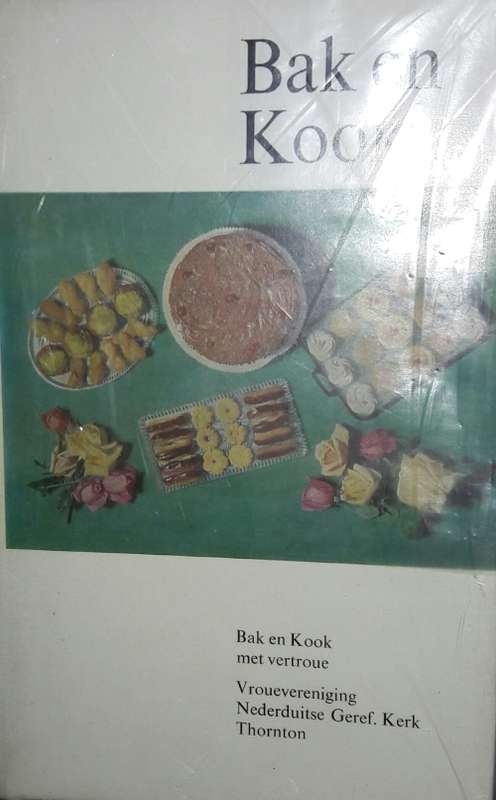 Bak en
Kook
Bak en Kook
met vertroue
Vrouevereniging
Nederduitse Geref. Kerk
Thornton